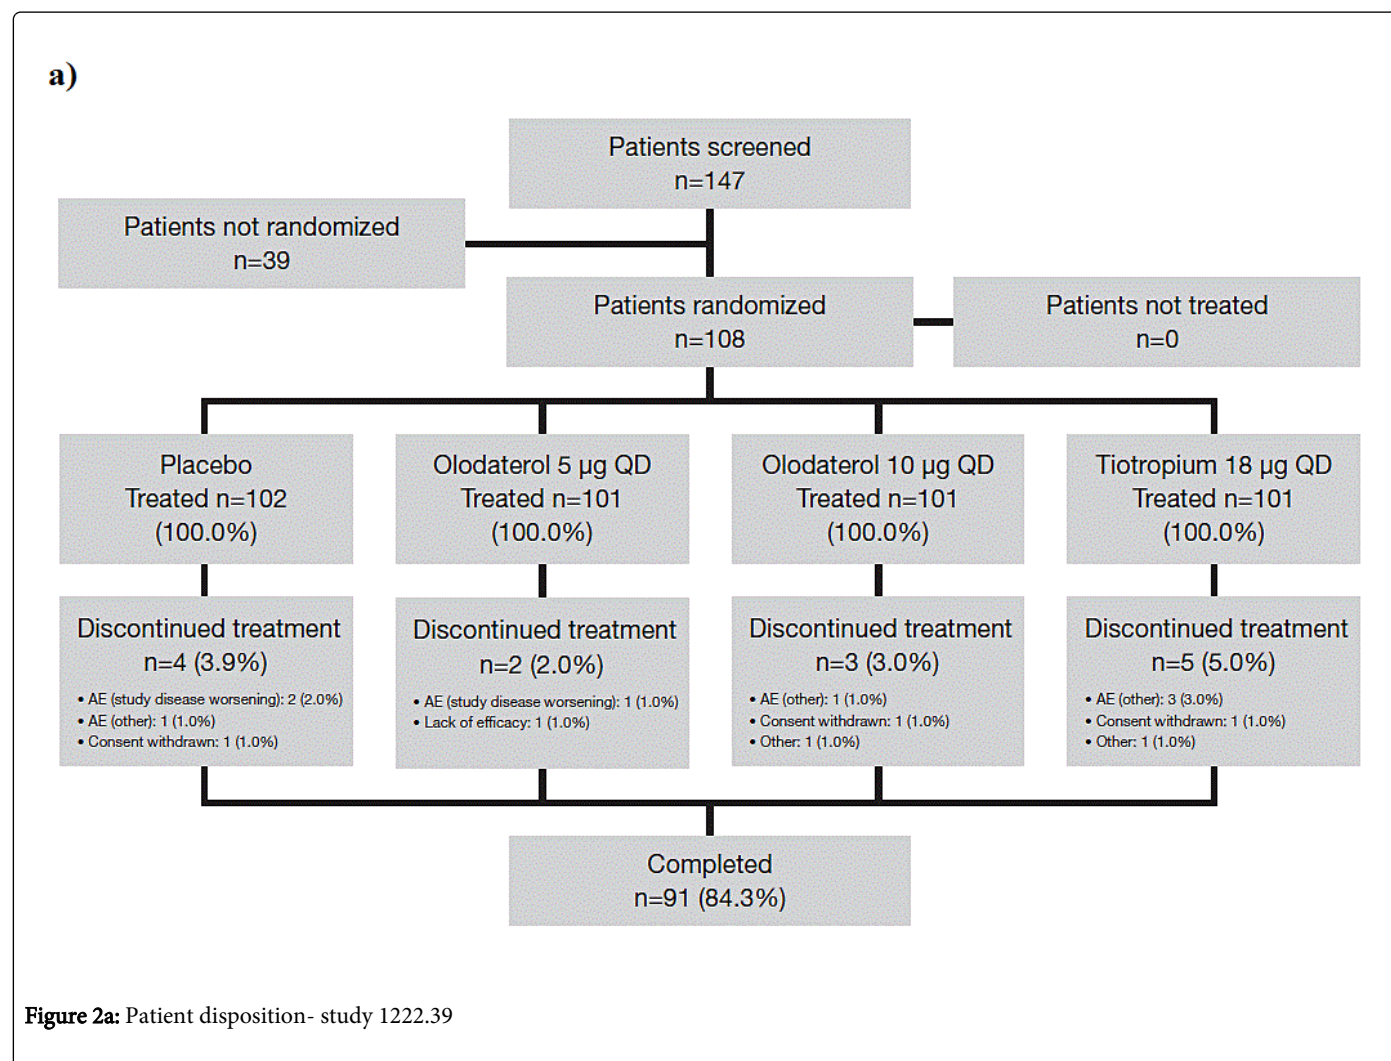 a)
Patients screened
n=147
Patients not randomized
n=39
Patients randomized
n=108
Patients not treated
n=0
Placebo
Treated n=102
(100.0%)
Olodaterol 5 µg QD
Treated n=101
(100.0%)
Olodaterol 10 µg QD
Treated n=101
(100.0%)
Tiotropium 18 µg QD
Treated n=101
(100.0%)
Discontinued treatment
n=4 (3.9%)
• AE (study disease worsening): 2 (2.0%)
• AE (other): 1 (1.0%)
• Consent withdrawn: 1 (1.0%)
Discontinued treatment
n=2 (2.0%)
• AE (study disease worsening): 1 (1.0%)
• Lack of efficacy: 1 (1.0%)
Discontinued treatment
n=3 (3.0%)
• AE (other): 1 (1.0%)
• Consent withdrawn: 1 (1.0%)
• Other: 1 (1.0%)
Discontinued treatment
n=5 (5.0%)
• AE (other): 3 (3.0%)
• Consent withdrawn: 1 (1.0%)
• Other: 1 (1.0%)
Completed
n=91 (84.3%)
Figure 2a: Patient disposition- study 1222.39